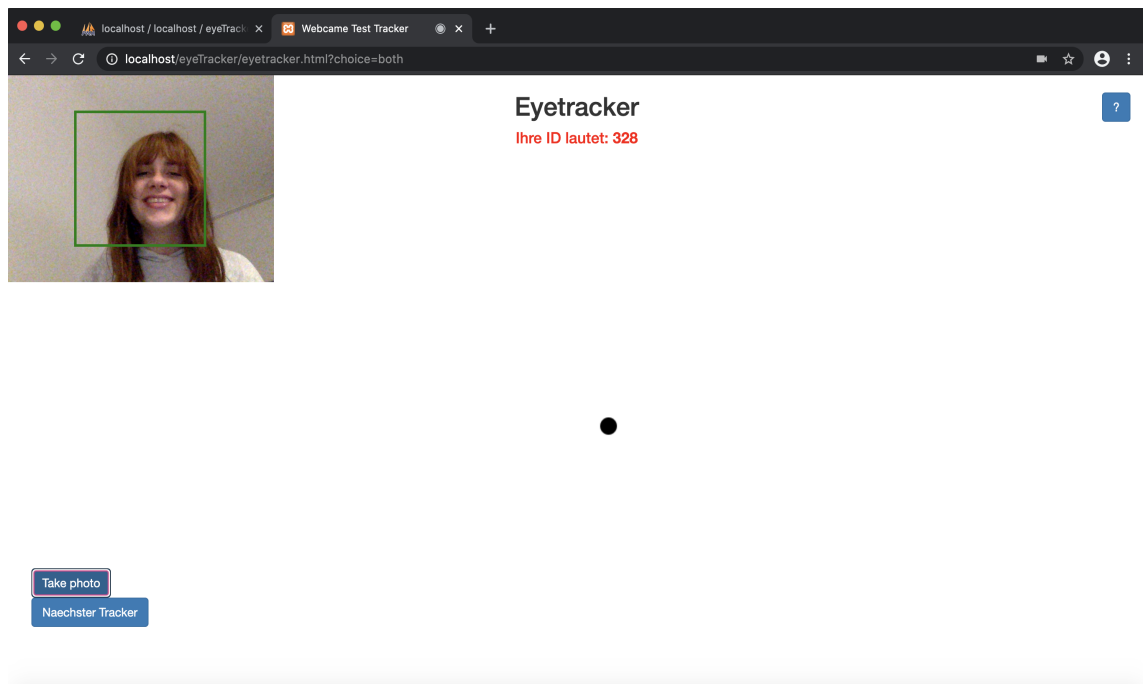 localhost / localhost / eyeTrack
Webcame Test Tracker
localhost/eyeTracker/eyetracker.html?choice=both
Eyetracker
?
Ihre ID lautet: 328
Take photo
Naechster Tracker